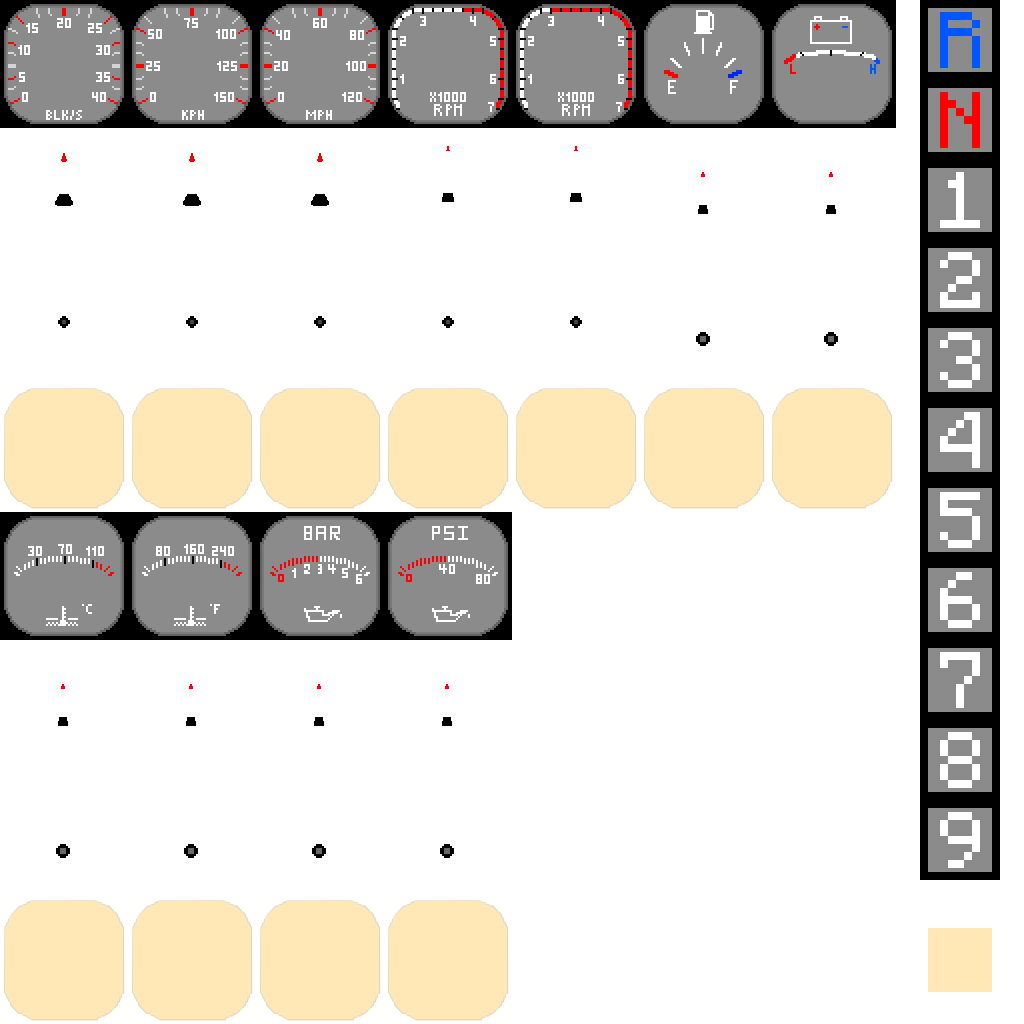 15 20 25
10 30
5 35
0 40
BLK/S
75
50 100
25 125
0 150
KPH
60
40 80
20 100
0 120
MPH
3 4
2 5
1 6
X1000
RPM 7
3 4
2 5
1 6
X1000
RPM 7
E F
+ -
L H
30 70 110
°C
80 160 240
°F
BAR
0 1 2 3 4 5 6
PSI
0 40 80
R
N
1
2
3
4
5
6
7
8
9